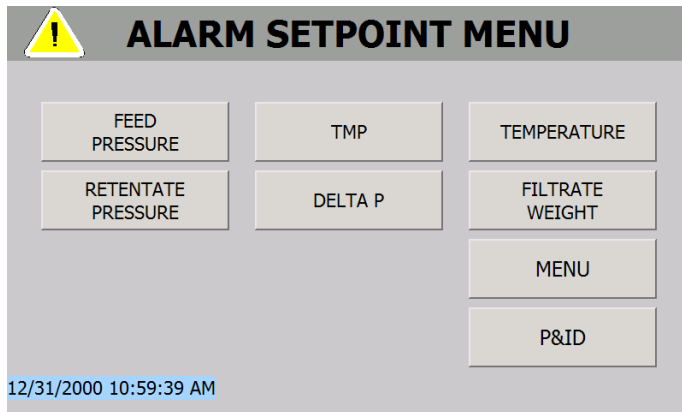 ALARM SETPOINT MENU
FEED
PRESSURE
TMP
TEMPERATURE
RETENTATE
PRESSURE
DELTA P
FILTRATE
WEIGHT
MENU
P&ID
12/31/2000 10:59:39 AM